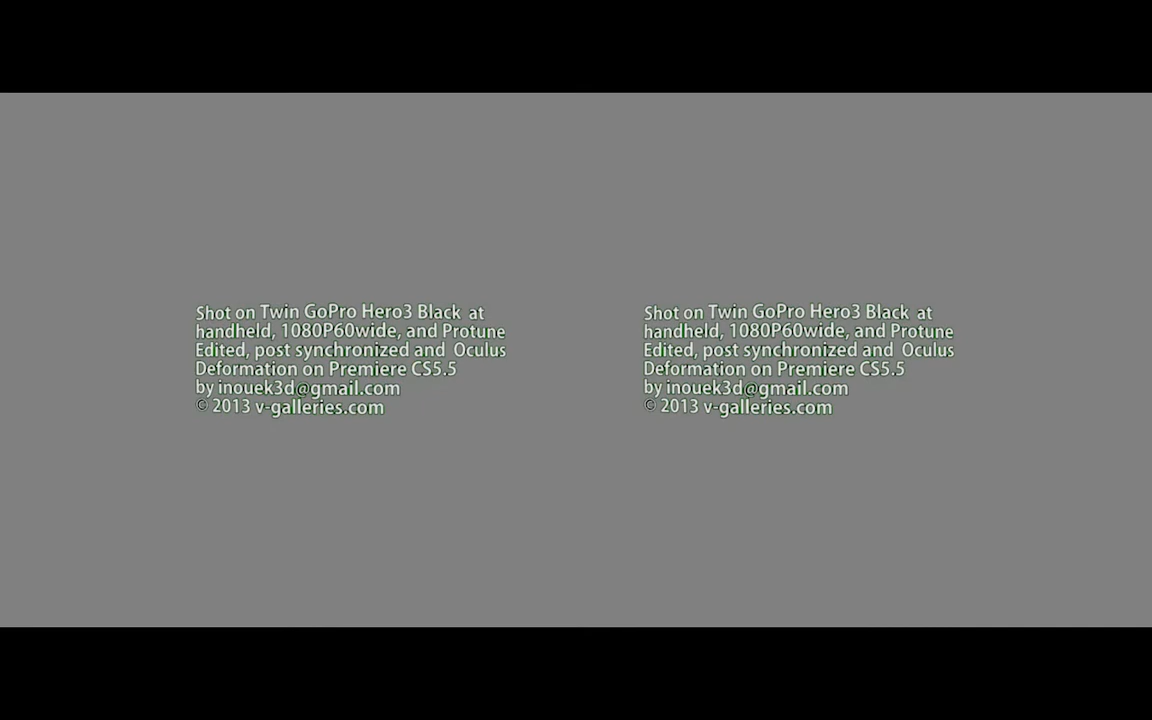 Shot on Twin GoPro Hero3 Black at
handheld, 1080P60wide, and Protune
Edited, post synchronized and Oculus
Deformation on Premiere CS5.5
by inouek3d@gmail.com
© 2013 v-galleries.com
Shot on Twin GoPro Hero3 Black at
handheld, 1080P60wide, and Protune
Edited, post synchronized and Oculus
Deformation on Premiere CS5.5
by inouek3d@gmail.com
© 2013 v-galleries.com